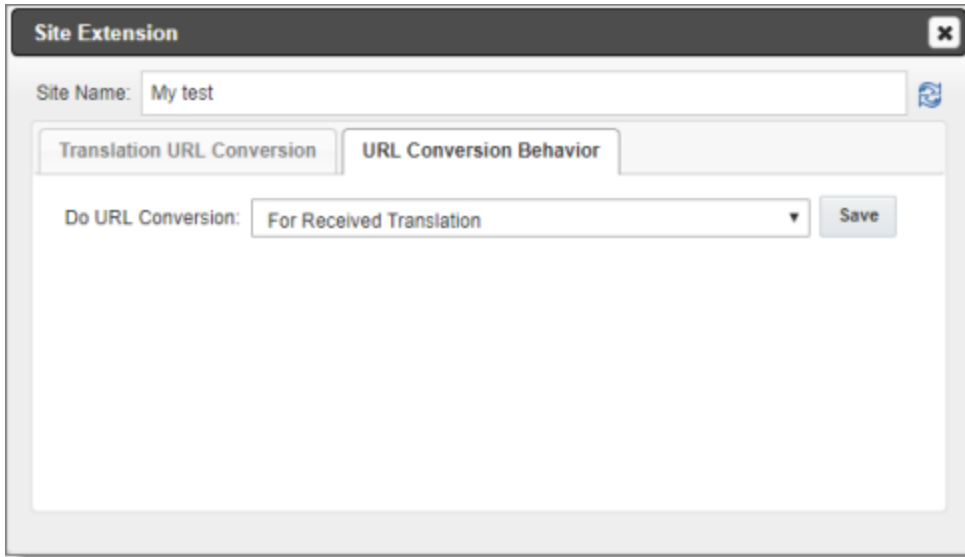 Site Extension
Site Name: My test
Translation URL Conversion URL Conversion Behavior
Do URL Conversion: For Received Translation Save